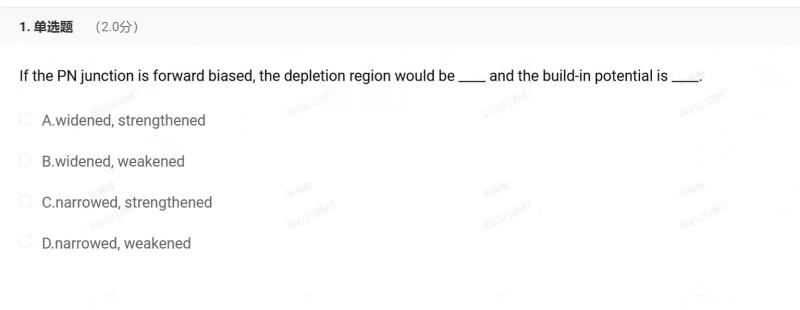 1. 单选题 （2.0分）
If the PN junction is forward biased, the depletion region would be ____ and the build-in potential is ____.
A.widened, strengthened
B.widened, weakened
C.narrowed, strengthened
D.narrowed, weakened